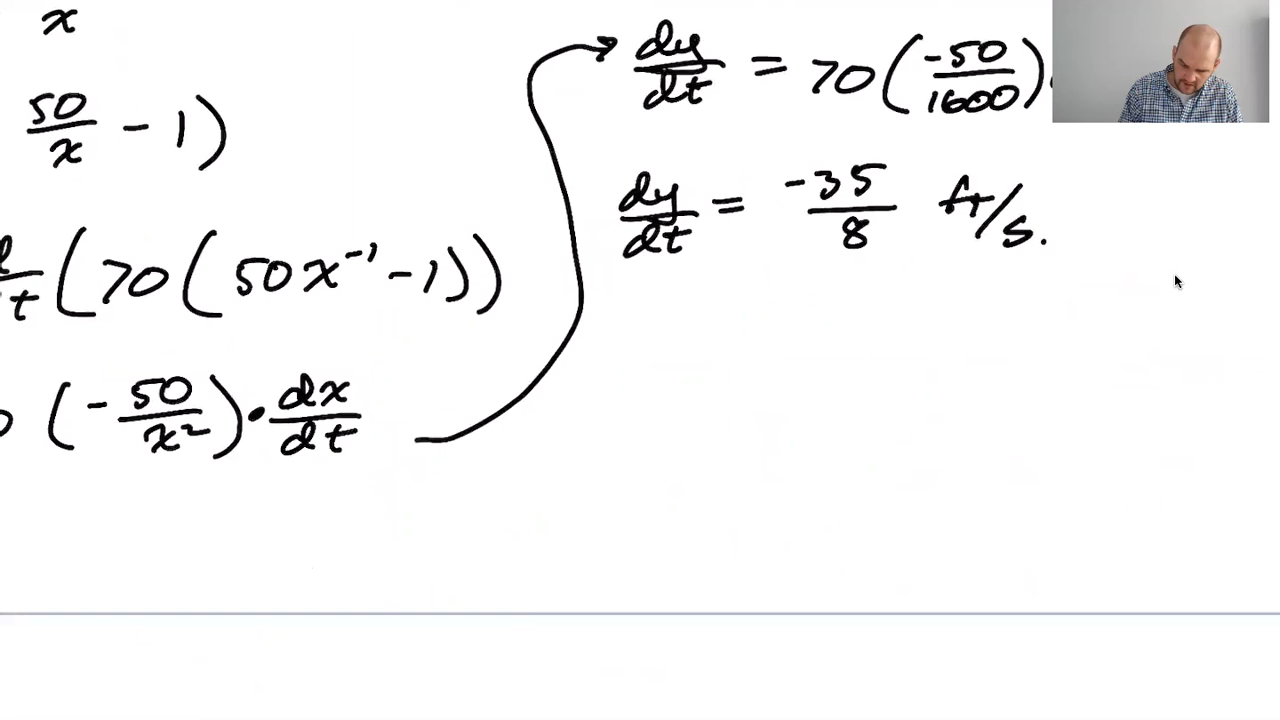 x
50/x - 1)
d/dt (70 (50x⁻¹ - 1))
0 (- 50/x²) · dx/dt
dy/dt = 70 (-50/1600)
dy/dt = -35/8 ft/s.